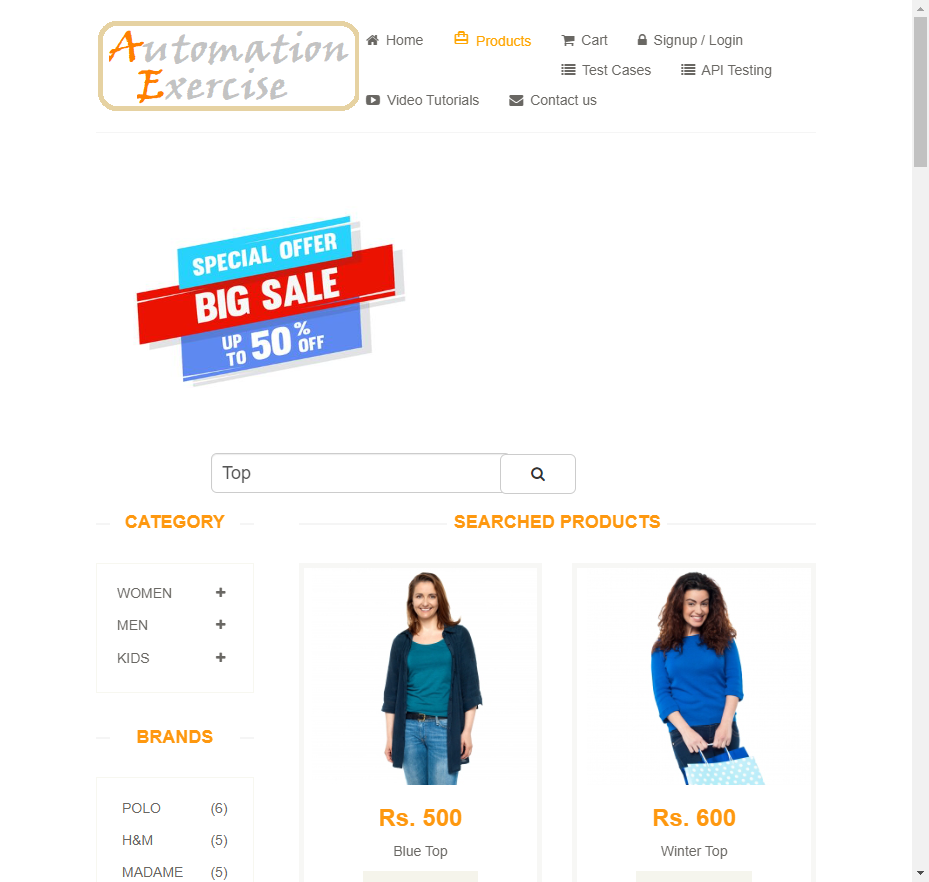 Automation
Exercise
Home
Products
Cart
Signup / Login
Test Cases
API Testing
Video Tutorials
Contact us
SPECIAL OFFER
BIG SALE
UP TO 50% OFF
Top
CATEGORY
WOMEN
MEN
KIDS
BRANDS
POLO (6)
H&M (5)
MADAME (5)
SEARCHED PRODUCTS
Rs. 500
Blue Top
Rs. 600
Winter Top